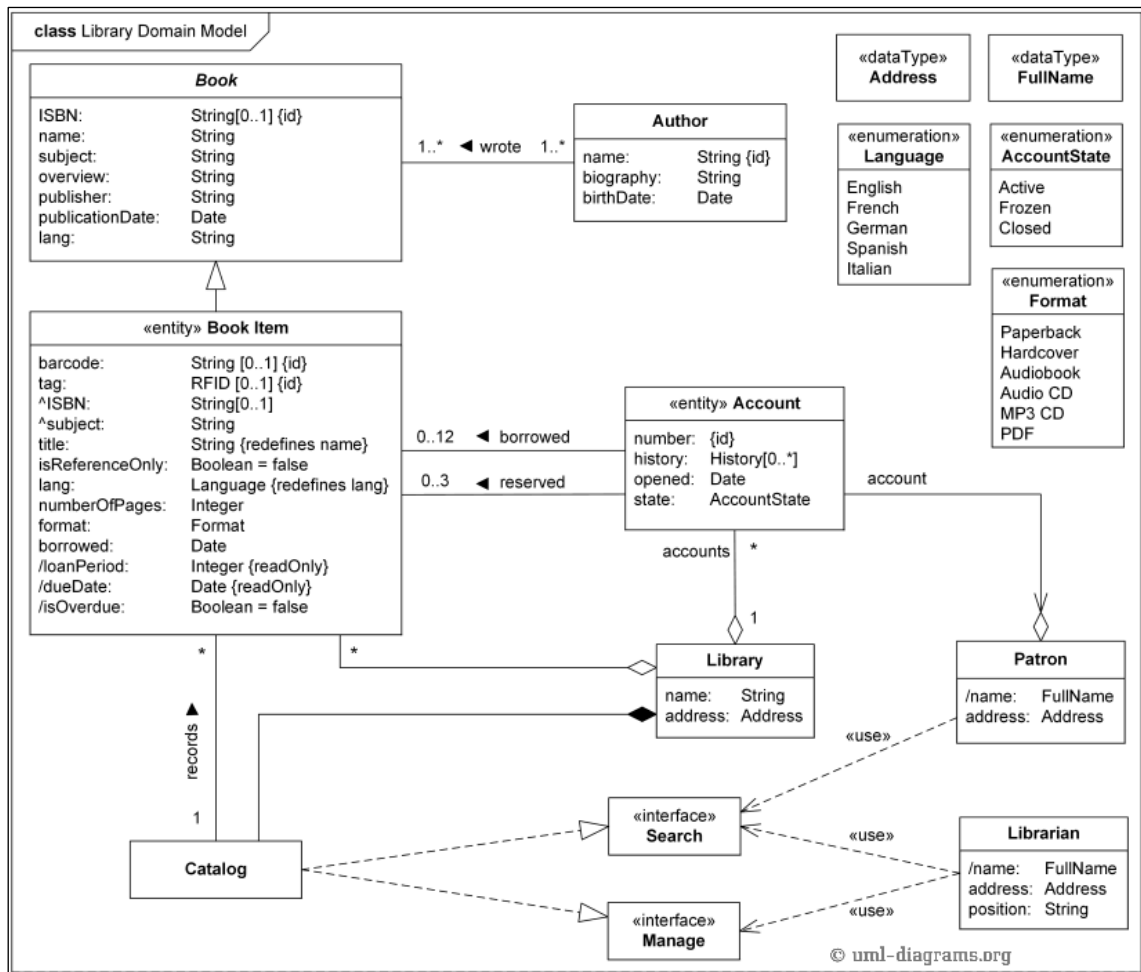 class Library Domain Model
Book
ISBN: String[0..1] {id}
name: String
subject: String
overview: String
publisher: String
publicationDate: Date
lang: String
1..* ◄ wrote 1..*
Author
name: String {id}
biography: String
birthDate: Date
«dataType»
Address
«dataType»
FullName
«enumeration»
Language
English
French
German
Spanish
Italian
«enumeration»
AccountState
Active
Frozen
Closed
«enumeration»
Format
Paperback
Hardcover
Audiobook
Audio CD
MP3 CD
PDF
«entity» Book Item
barcode: String [0..1] {id}
tag: RFID [0..1] {id}
^ISBN: String[0..1]
^subject: String
title: String {redefines name}
isReferenceOnly: Boolean = false
lang: Language {redefines lang}
numberOfPages: Integer
format: Format
borrowed: Date
/loanPeriod: Integer {readOnly}
/dueDate: Date {readOnly}
/isOverdue: Boolean = false
0..12 ◄ borrowed
0..3 ◄ reserved
«entity» Account
number: {id}
history: History[0..*]
opened: Date
state: AccountState
account
accounts *
1
*
*
Library
name: String
address: Address
Patron
/name: FullName
address: Address
records ►
1
Catalog
«use»
«interface»
Search
«use»
«use»
«interface»
Manage
Librarian
/name: FullName
address: Address
position: String
© uml-diagrams.org